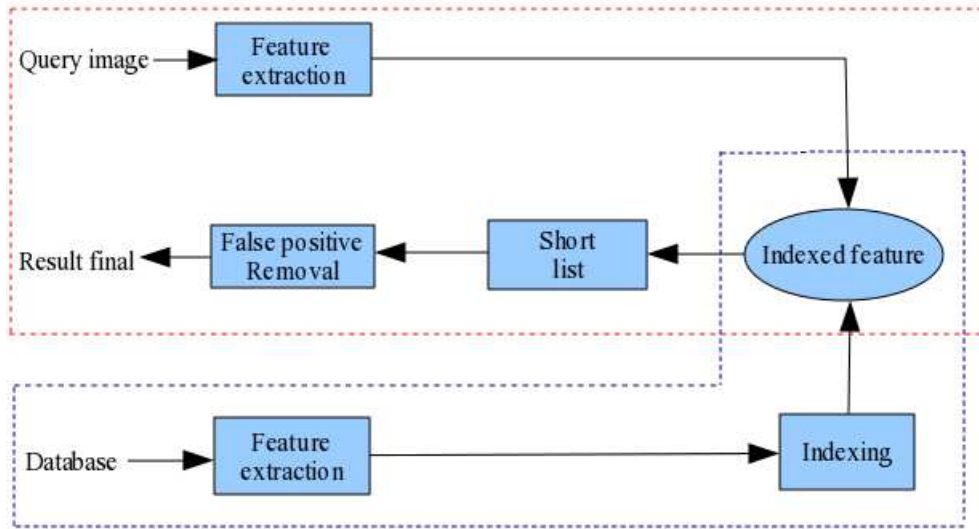 Query image
Feature
extraction
Result final
False positive
Removal
Short
list
Indexed feature
Database
Feature
extraction
Indexing